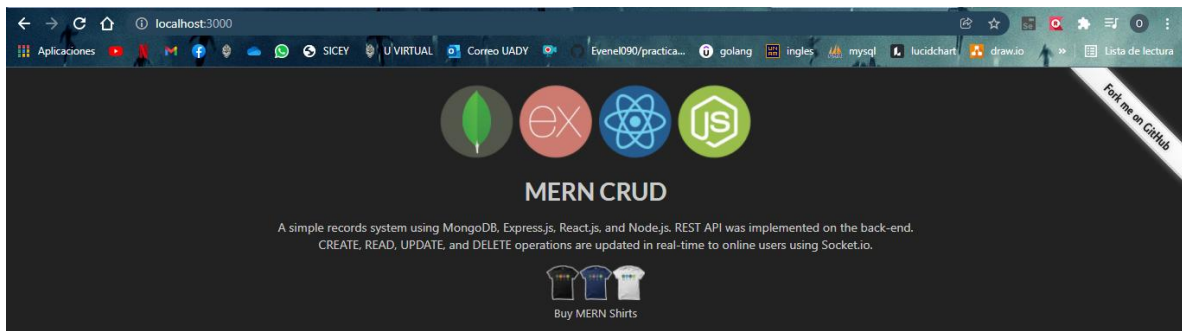 localhost:3000
Aplicaciones SICEY U VIRTUAL Correo UADY Evenel090/practica... golang ingles mysql lucidchart draw.io » Lista de lectura
Fork me on GitHub
ex JS
MERN CRUD
A simple records system using MongoDB, Express.js, React.js, and Node.js. REST API was implemented on the back-end.
CREATE, READ, UPDATE, and DELETE operations are updated in real-time to online users using Socket.io.
Buy MERN Shirts